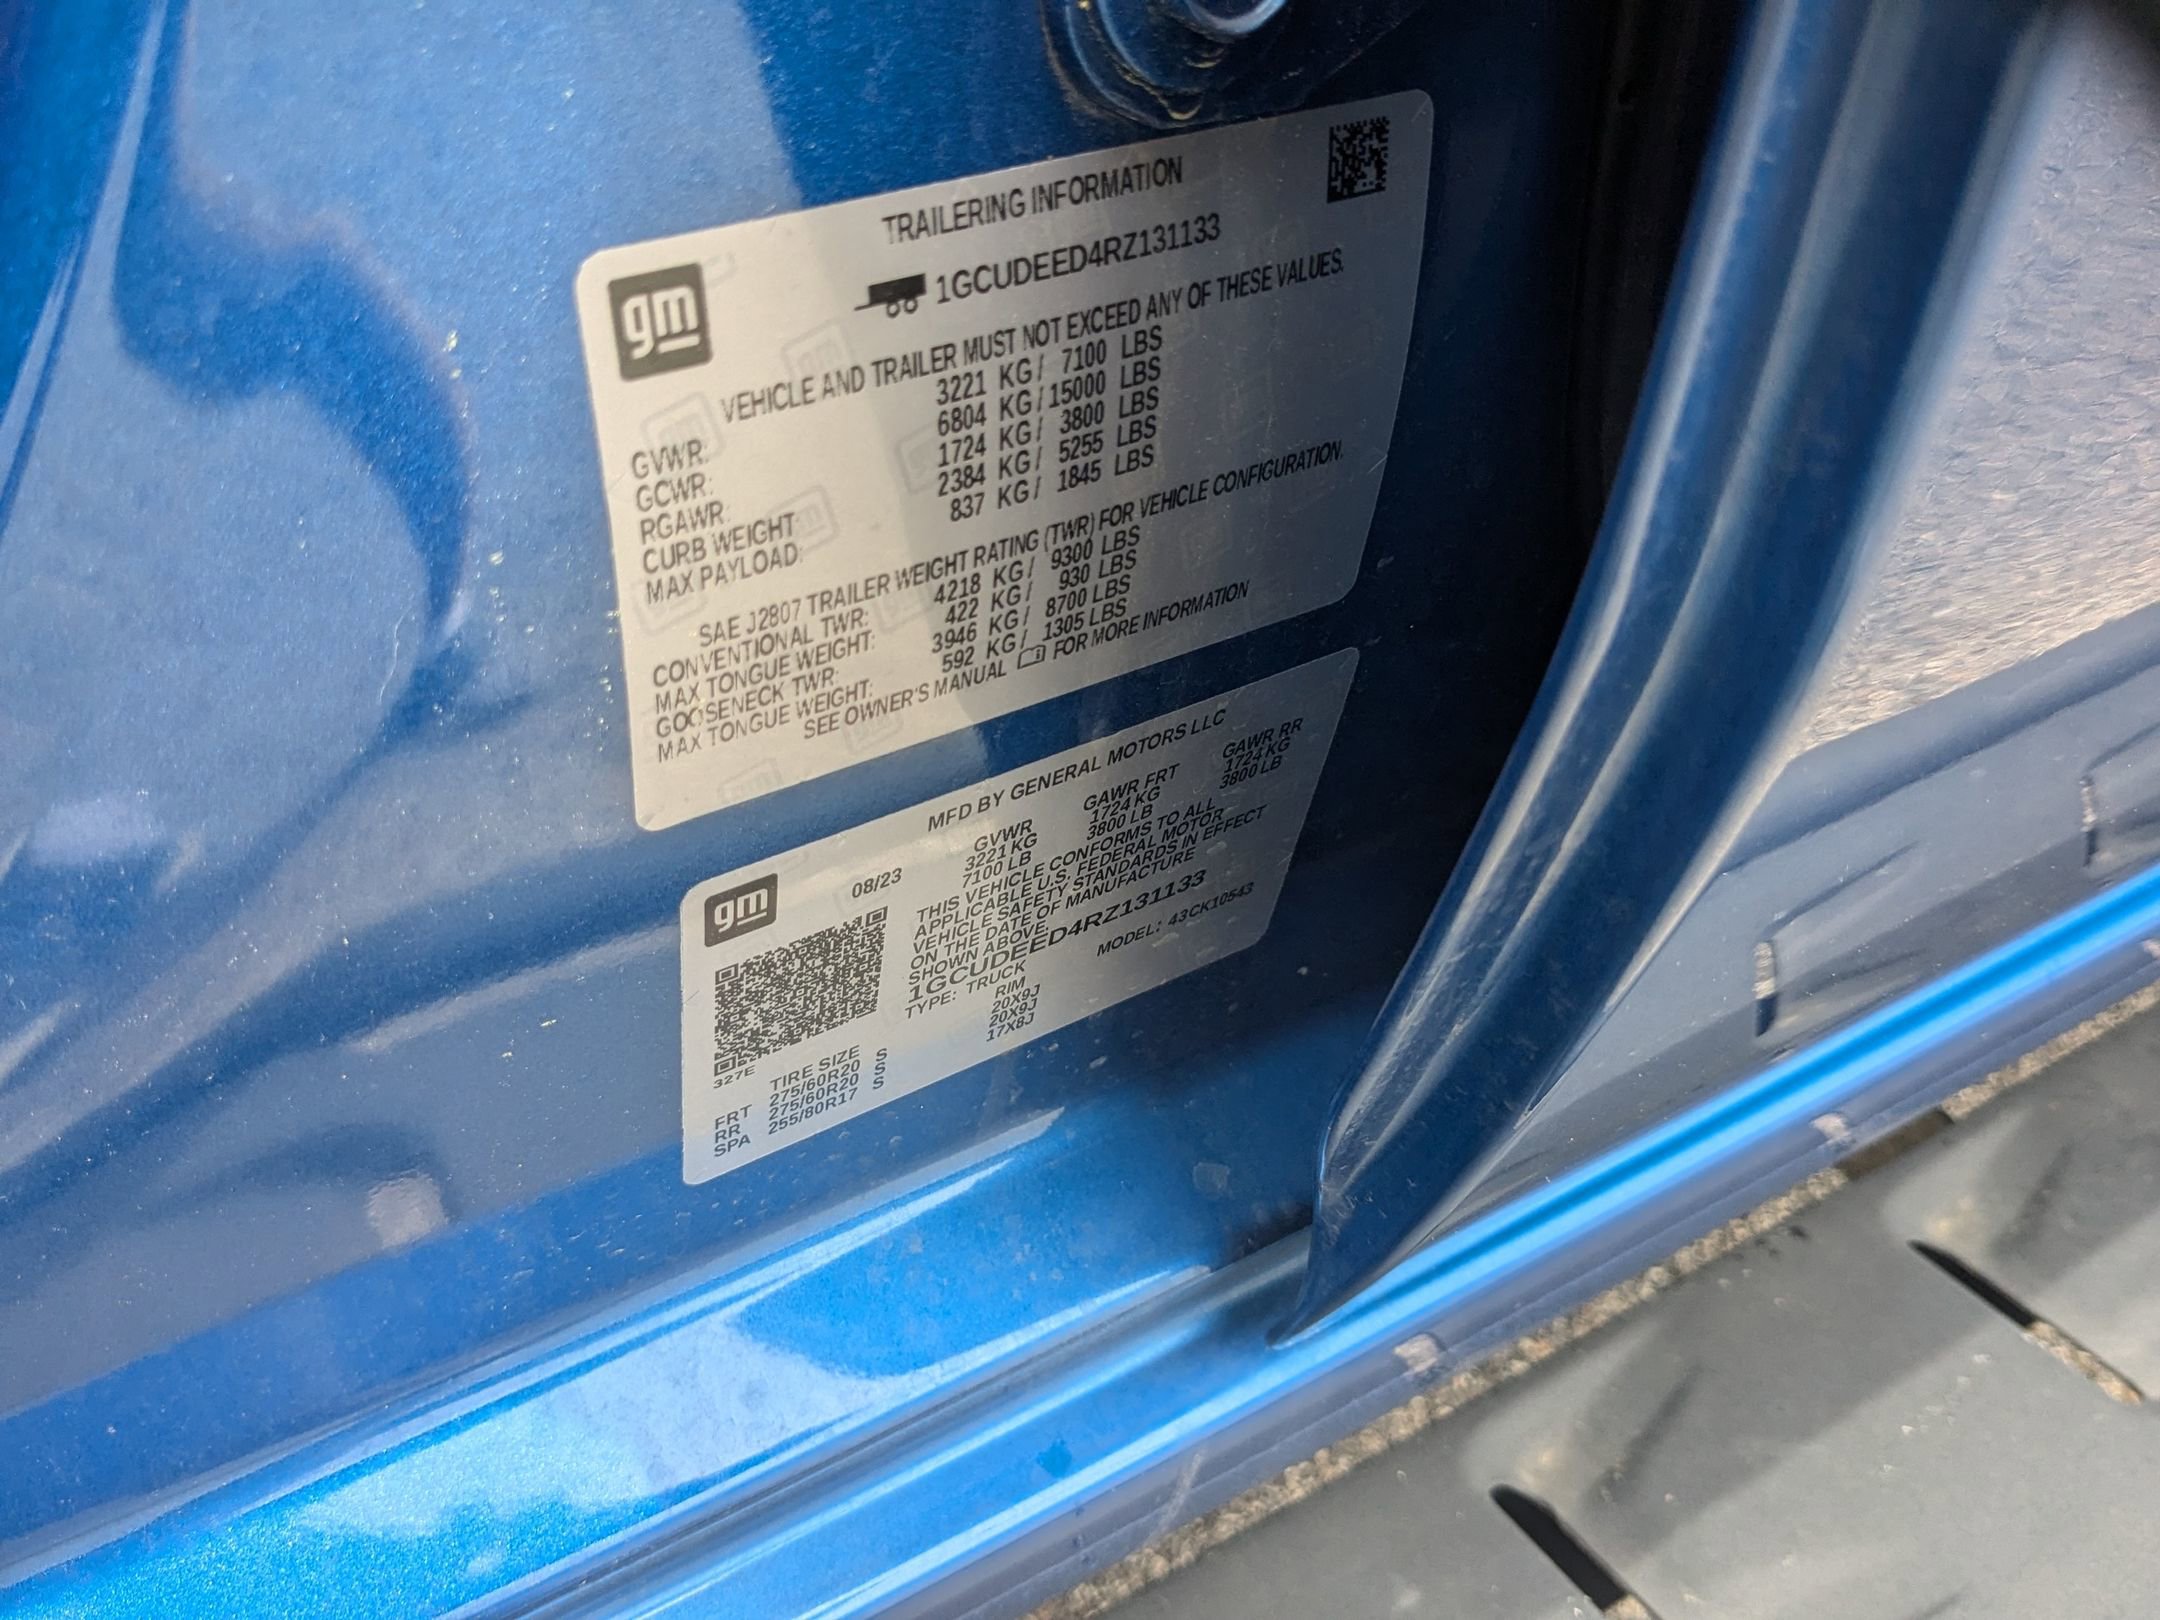 TRAILERING INFORMATION
gm
1GCUDEED4RZ131133
VEHICLE AND TRAILER MUST NOT EXCEED ANY OF THESE VALUES.
GVWR: 3221 KG/ 7100 LBS
GCWR: 6804 KG/ 15000 LBS
RGAWR: 1724 KG/ 3800 LBS
CURB WEIGHT 2384 KG/ 5255 LBS
MAX PAYLOAD: 837 KG/ 1845 LBS
SAE J2807 TRAILER WEIGHT RATING (TWR) FOR VEHICLE CONFIGURATION.
CONVENTIONAL TWR: 4218 KG/ 9300 LBS
MAX TONGUE WEIGHT: 422 KG/ 930 LBS
GOOSENECK TWR: 3946 KG/ 8700 LBS
MAX TONGUE WEIGHT: 592 KG/ 1305 LBS
SEE OWNER'S MANUAL FOR MORE INFORMATION
MFD BY GENERAL MOTORS LLC
gm
08/23
GVWR GAWR FRT GAWR RR
3221 KG 1724 KG 1724 KG
7100 LB 3800 LB 3800 LB
THIS VEHICLE CONFORMS TO ALL
APPLICABLE U.S. FEDERAL MOTOR
VEHICLE SAFETY STANDARDS IN EFFECT
ON THE DATE OF MANUFACTURE
SHOWN ABOVE.
1GCUDEED4RZ131133
TYPE: TRUCK MODEL: 43CK10543
327E
TIRE SIZE RIM
FRT 275/60R20 S 20X9J
RR 275/60R20 S 20X9J
SPA 255/80R17 S 17X8J